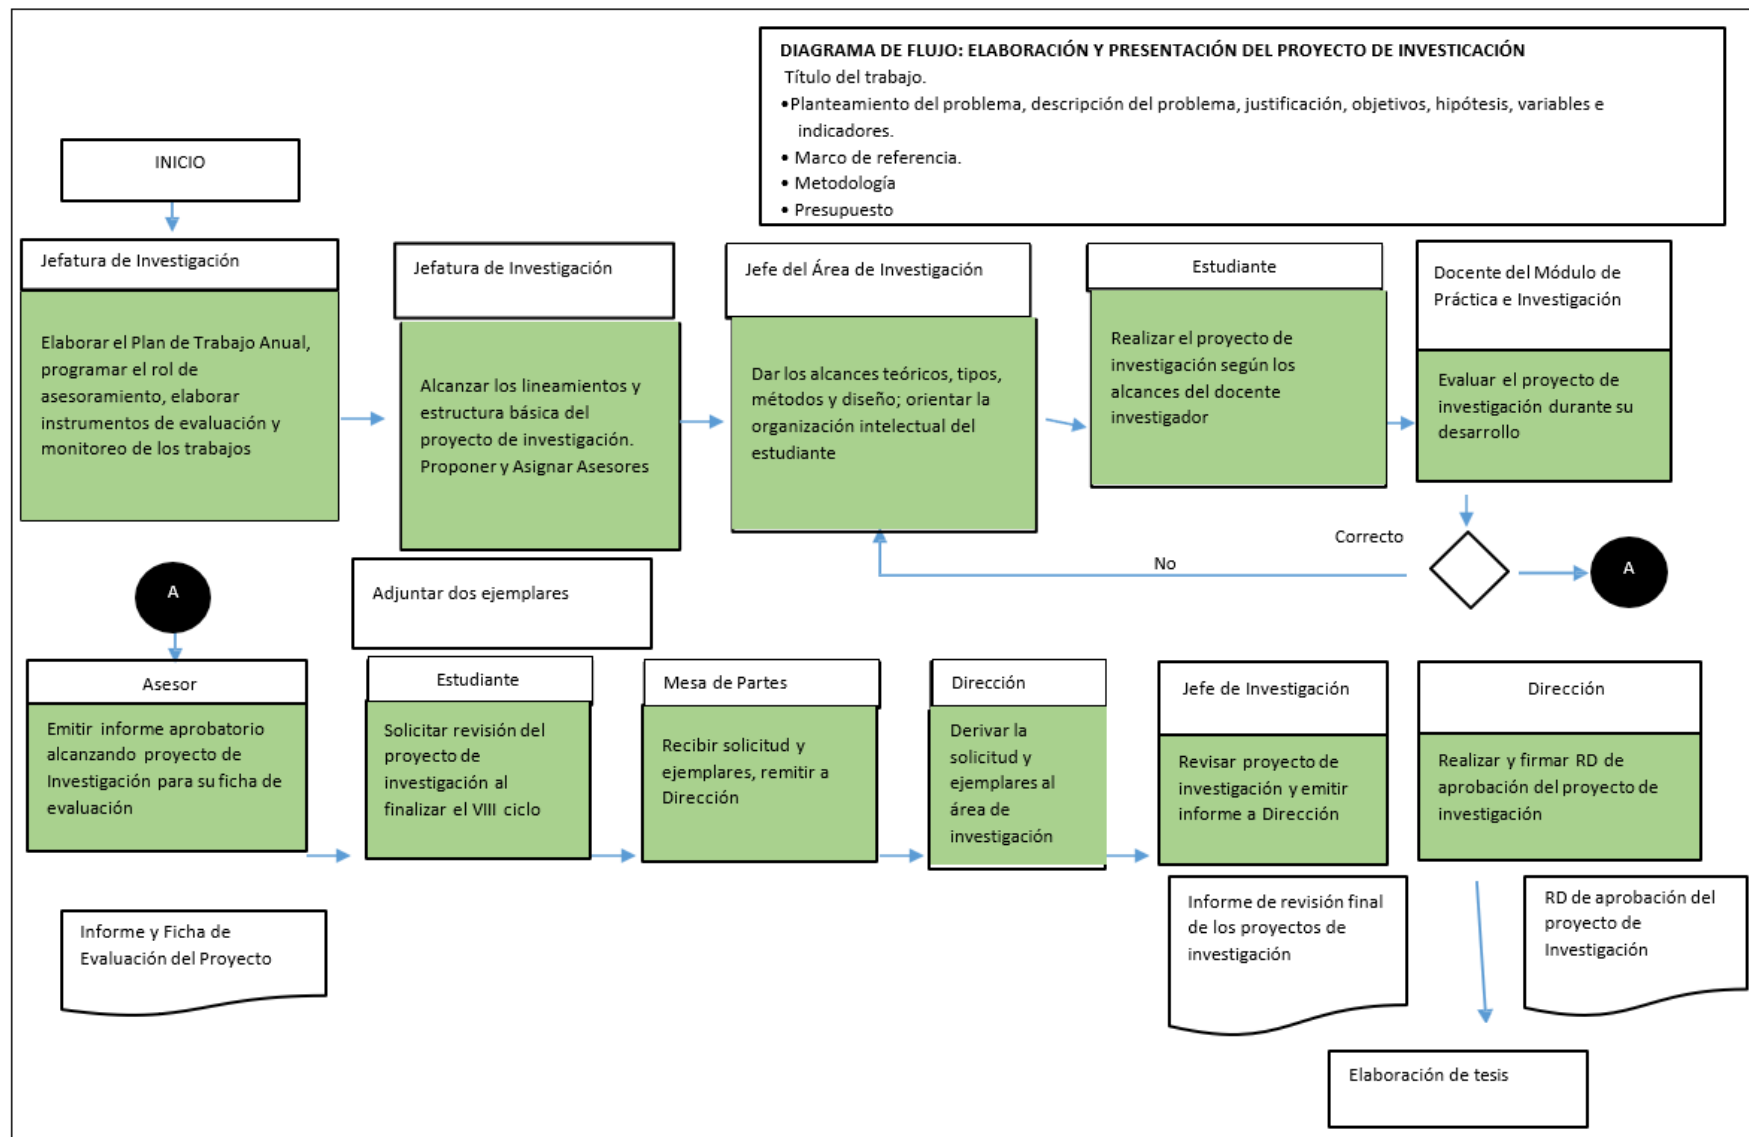 DIAGRAMA DE FLUJO: ELABORACIÓN Y PRESENTACIÓN DEL PROYECTO DE INVESTICACIÓN
Título del trabajo.
•Planteamiento del problema, descripción del problema, justificación, objetivos, hipótesis, variables e
indicadores.
• Marco de referencia.
• Metodología
• Presupuesto
INICIO
Jefatura de Investigación
Elaborar el Plan de Trabajo Anual,
programar el rol de
asesoramiento, elaborar
instrumentos de evaluación y
monitoreo de los trabajos
Jefatura de Investigación
Alcanzar los lineamientos y
estructura básica del
proyecto de investigación.
Proponer y Asignar Asesores
Jefe del Área de Investigación
Dar los alcances teóricos, tipos,
métodos y diseño; orientar la
organización intelectual del
estudiante
Estudiante
Realizar el proyecto de
investigación según los
alcances del docente
investigador
Docente del Módulo de
Práctica e Investigación
Evaluar el proyecto de
investigación durante su
desarrollo
Correcto
No
A
A
Adjuntar dos ejemplares
Asesor
Emitir informe aprobatorio
alcanzando proyecto de
Investigación para su ficha de
evaluación
Estudiante
Solicitar revisión del
proyecto de
investigación al
finalizar el VIII ciclo
Mesa de Partes
Recibir solicitud y
ejemplares, remitir a
Dirección
Dirección
Derivar la
solicitud y
ejemplares al
área de
investigación
Jefe de Investigación
Revisar proyecto de
investigación y emitir
informe a Dirección
Dirección
Realizar y firmar RD de
aprobación del proyecto de
investigación
Informe y Ficha de
Evaluación del Proyecto
Informe de revisión final
de los proyectos de
investigación
RD de aprobación del
proyecto de
Investigación
Elaboración de tesis